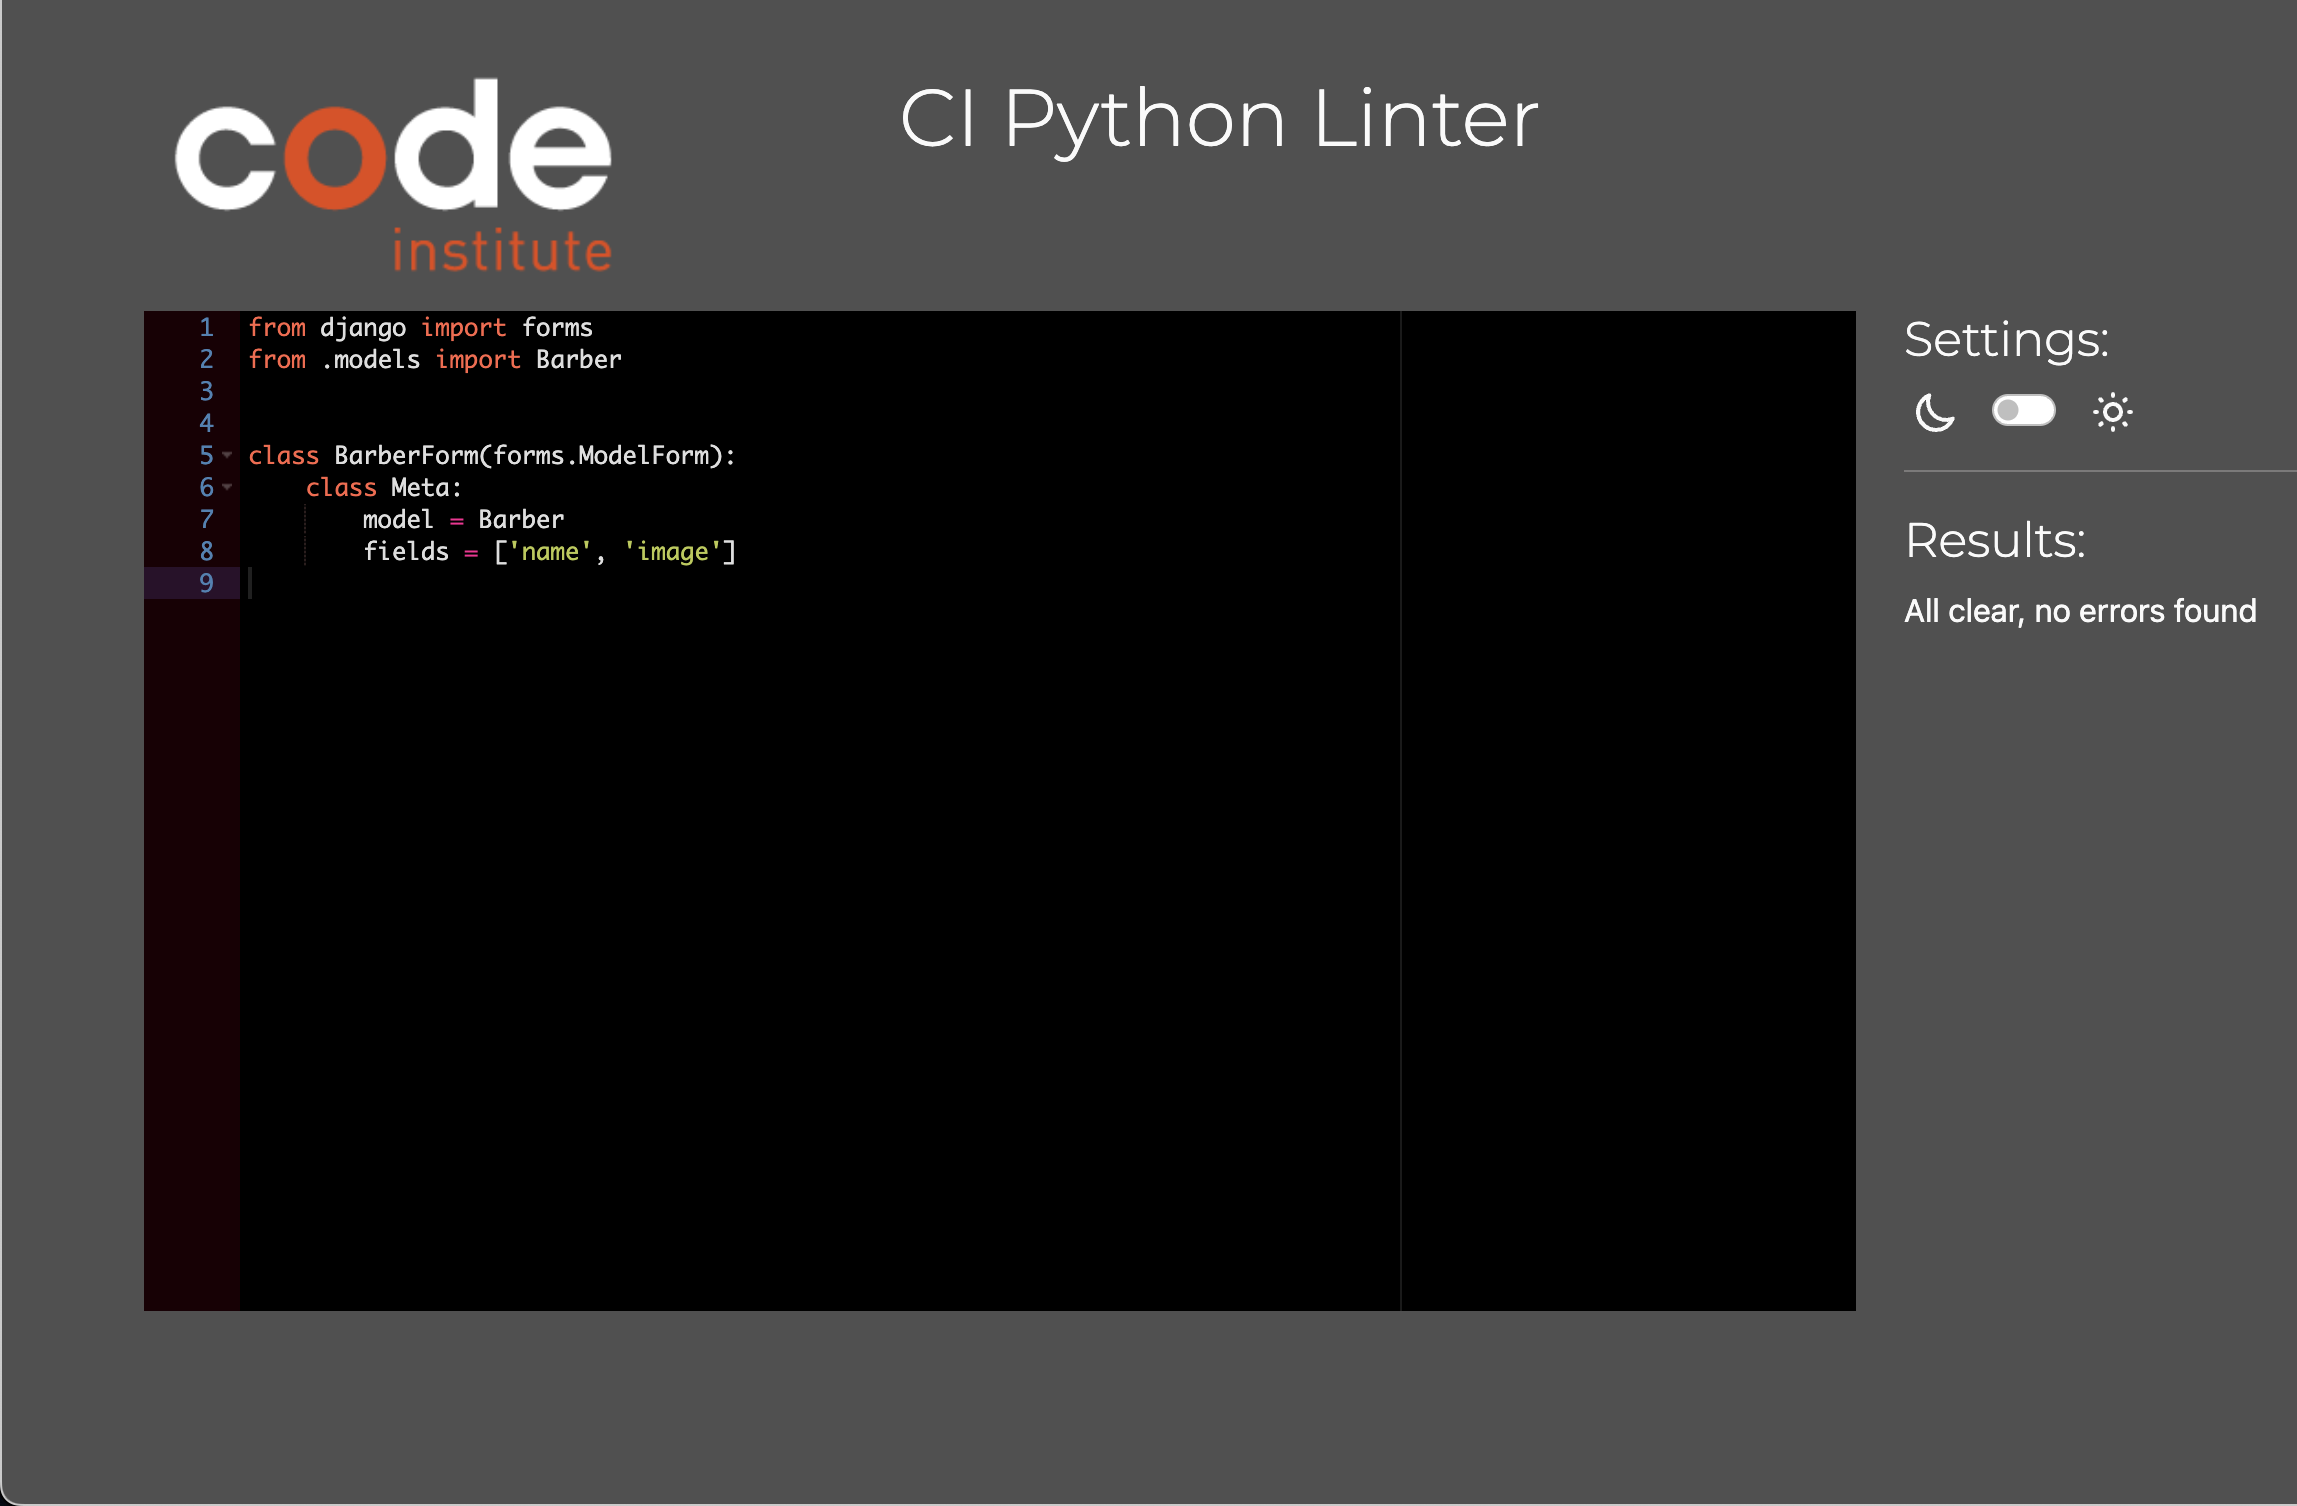 code
institute
CI Python Linter
1 from django import forms
2 from .models import Barber
3
4
5 class BarberForm(forms.ModelForm):
6     class Meta:
7         model = Barber
8         fields = ['name', 'image']
9
Settings:
Results:
All clear, no errors found